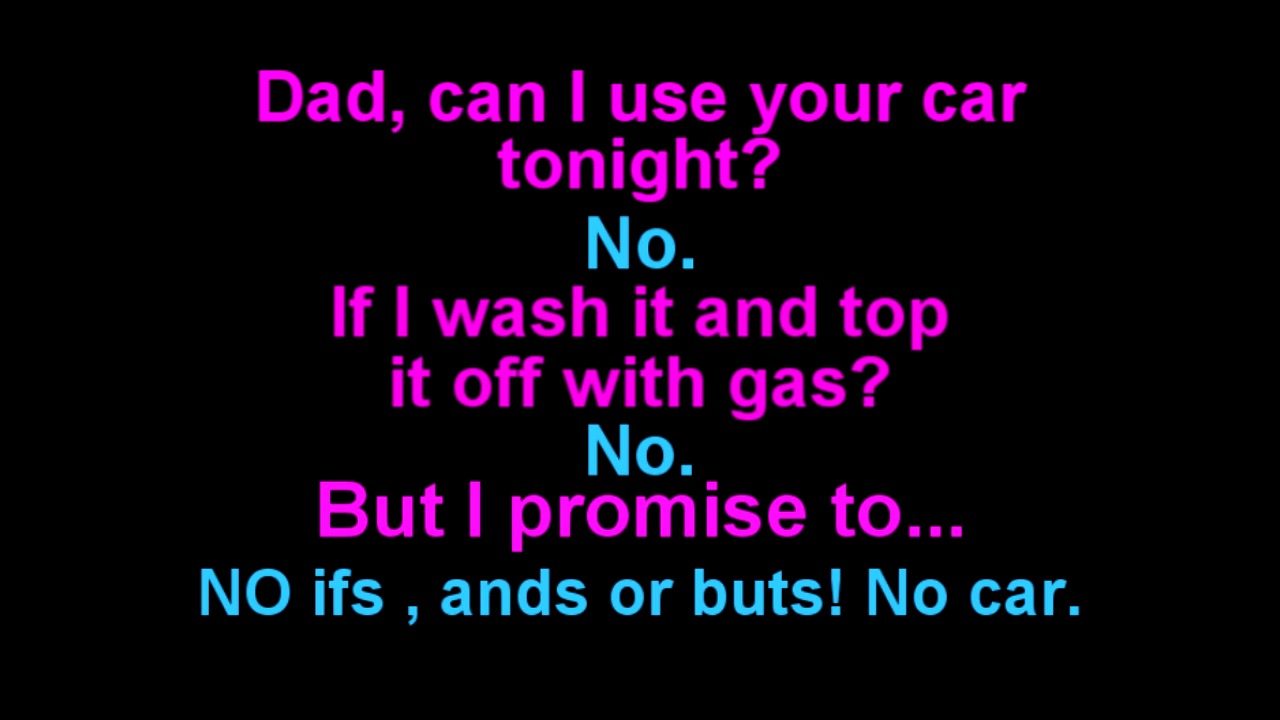 Dad, can I use your car
tonight?
No.
If I wash it and top
it off with gas?
No.
But I promise to...
NO ifs , ands or buts! No car.